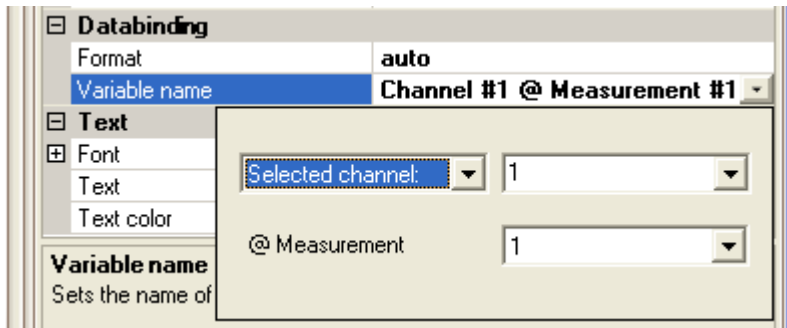 Databinding
Format auto
Variable name Channel #1 @ Measurement #1
Text
Font
Selected channel: 1
Text
Text color
@ Measurement 1
Variable name
Sets the name of